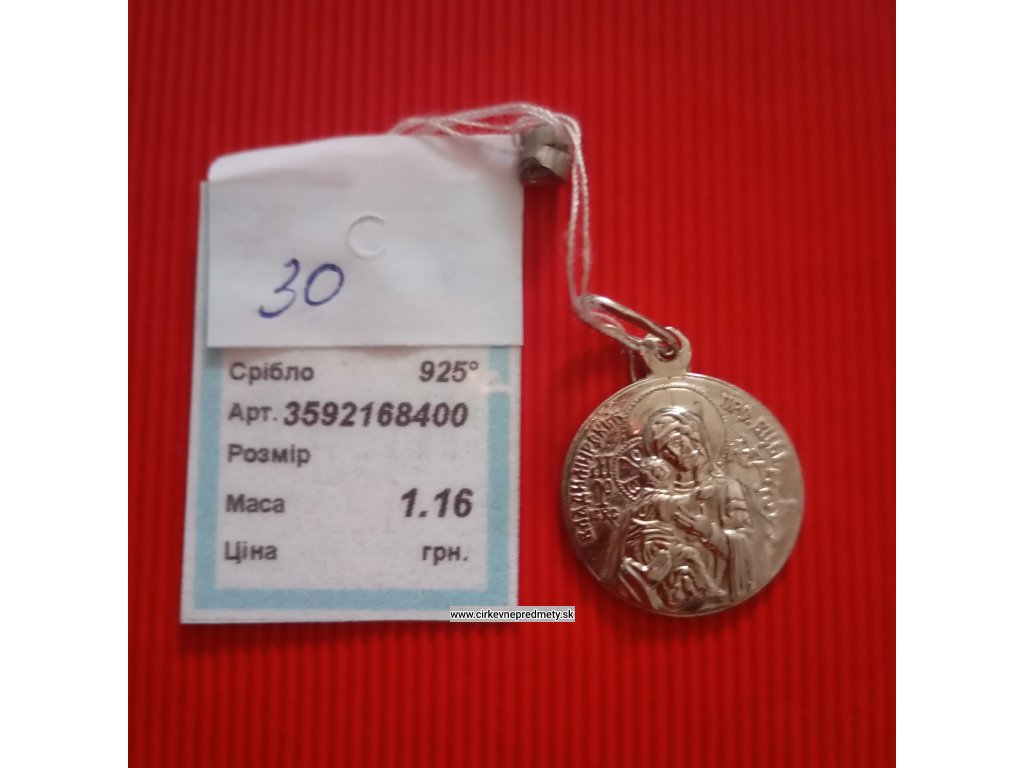 30
Срібло 925°
Арт. 3592168400
Розмір
Маса 1.16
Ціна грн.
www.cirkevnepredmety.sk